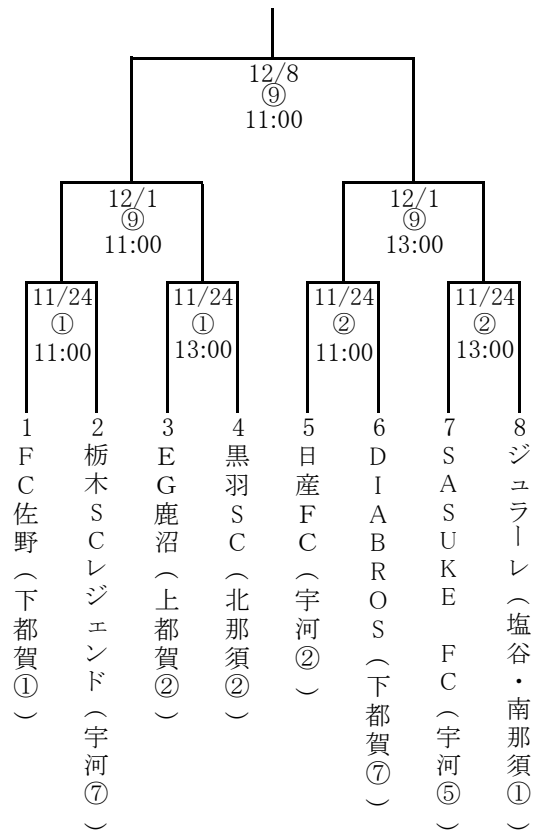 12/8
⑨
11:00
12/1
⑨
11:00
12/1
⑨
13:00
11/24
①
11:00
11/24
①
13:00
11/24
②
11:00
11/24
②
13:00
1 FC佐野(下都賀①)
2 栃木SCレジェンド(宇河⑦)
3 EG鹿沼(上都賀②)
4 黒羽SC(北那須②)
5 日産FC(宇河②)
6 DIABROS(下都賀⑦)
7 SASUKE FC(宇河⑤)
8 ジュラーレ(塩谷・南那須①)